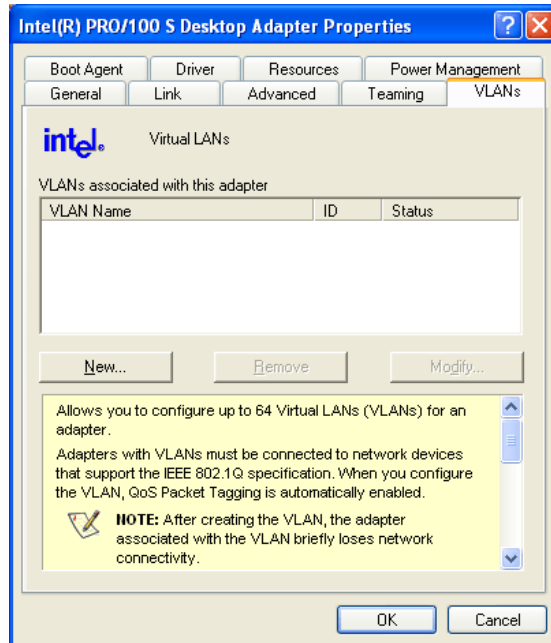 Intel(R) PRO/100 S Desktop Adapter Properties
Boot Agent
Driver
Resources
Power Management
General
Link
Advanced
Teaming
VLANs
intel®
Virtual LANs
VLANs associated with this adapter
VLAN Name
ID
Status
New...
Remove
Modify...
Allows you to configure up to 64 Virtual LANs (VLANs) for an
adapter.
Adapters with VLANs must be connected to network devices
that support the IEEE 802.1Q specification. When you configure
the VLAN, QoS Packet Tagging is automatically enabled.
NOTE: After creating the VLAN, the adapter
associated with the VLAN briefly loses network
connectivity.
OK
Cancel